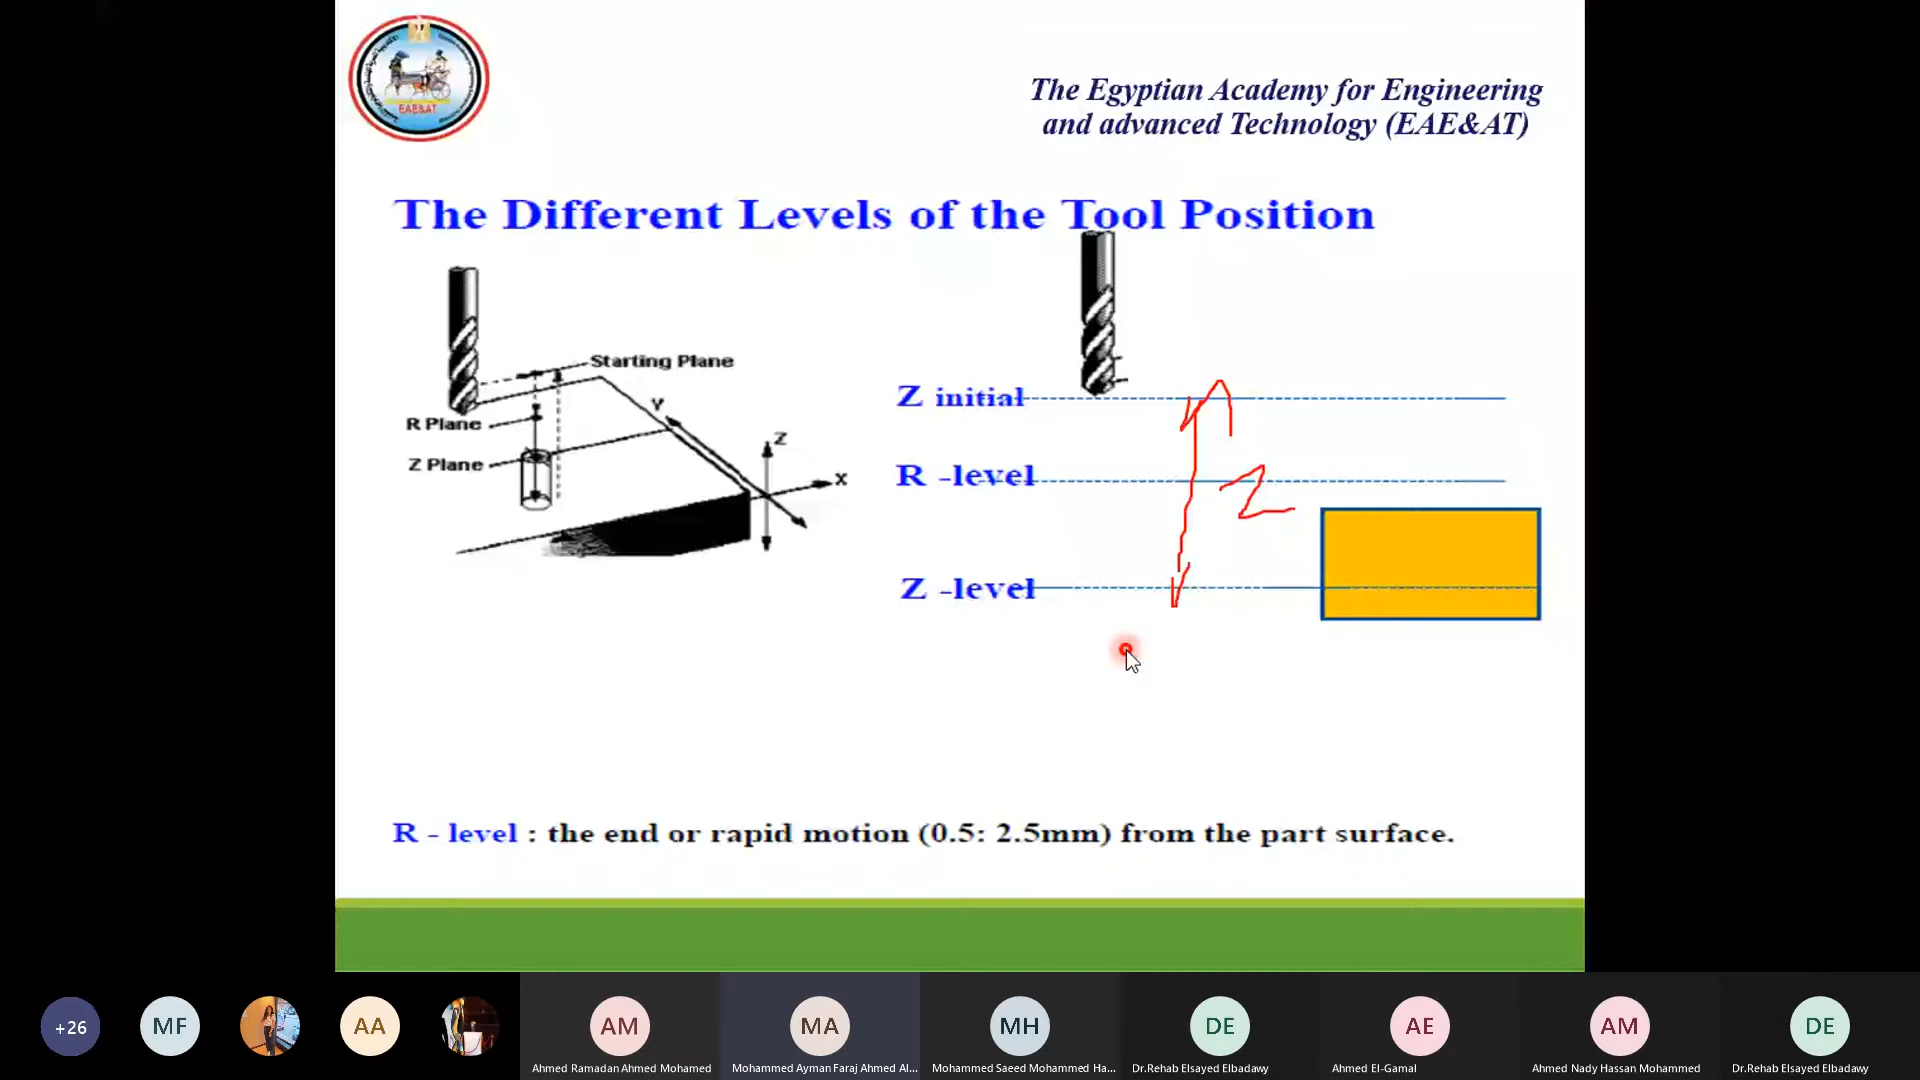 EAE&AT
The Egyptian Academy for Engineering
and advanced Technology (EAE&AT)
The Different Levels of the Tool Position
Starting Plane
R Plane
Z Plane
Y
Z
X
Z initial
R -level
Z
Z -level
R - level : the end or rapid motion (0.5: 2.5mm) from the part surface.
+26
MF
AA
AM
MA
MH
DE
AE
AM
DE
Ahmed Ramadan Ahmed Mohamed
Mohammed Ayman Faraj Ahmed Al...
Mohammed Saeed Mohammed Ha...
Dr.Rehab Elsayed Elbadawy
Ahmed El-Gamal
Ahmed Nady Hassan Mohammed
Dr.Rehab Elsayed Elbadawy